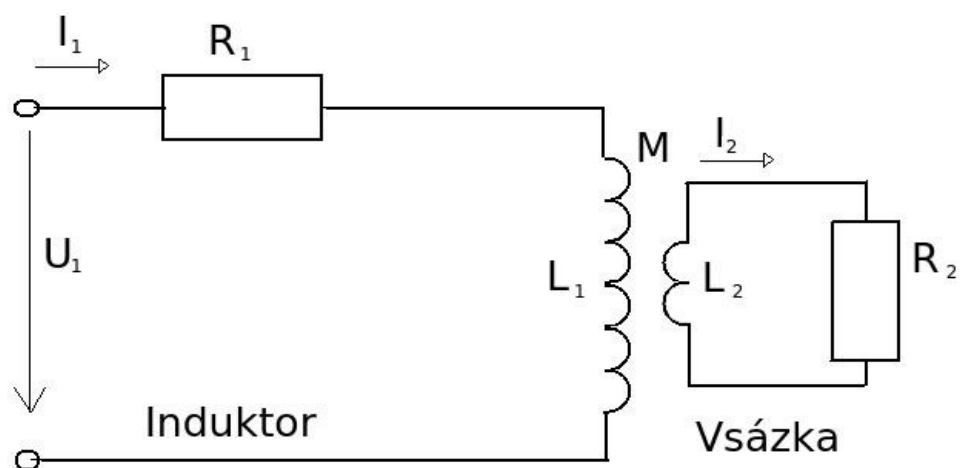 I₁
R₁
M
I₂
U₁
L₁
L₂
R₂
Induktor
Vsázka